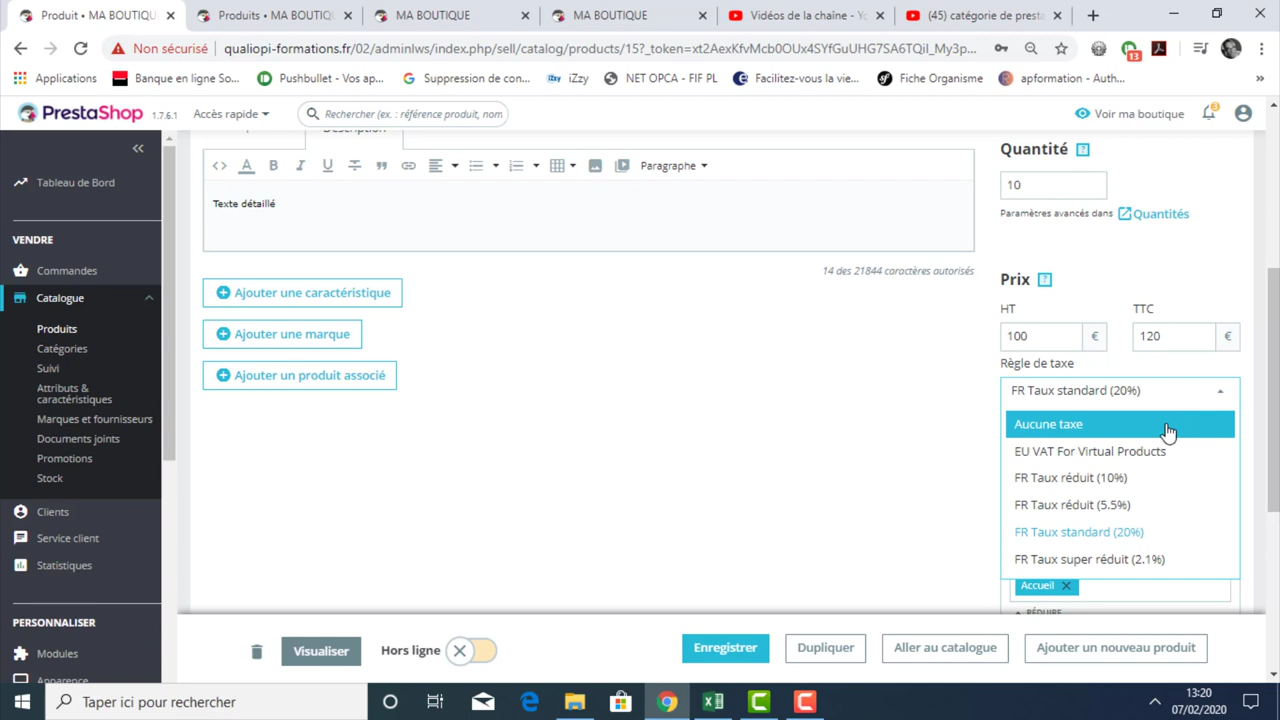 Produit • MA BOUTIQUE
Produits • MA BOUTIQU
MA BOUTIQUE
MA BOUTIQUE
Vidéos de la chaîne - Yo
(45) catégorie de presta
Non sécurisé
qualiopi-formations.fr/02/adminlws/index.php/sell/catalog/products/15?_token=xt2AexKfvMcb0OUx4SYfGuUHG7SA6TQiI_My3p...
13
Applications
Banque en ligne So...
Pushbullet - Vos ap...
Suppression de con...
iZzy
NET OPCA - FIF PL
Facilitez-vous la vie...
Fiche Organisme
apformation - Auth...
»
PrestaShop
1.7.6.1
Accès rapide
Rechercher (ex. : référence produit, nom
Voir ma boutique
3
Tableau de Bord
VENDRE
Commandes
Catalogue
Produits
Catégories
Suivi
Attributs &
caractéristiques
Marques et fournisseurs
Documents joints
Promotions
Stock
Clients
Service client
Statistiques
PERSONNALISER
Modules
Apparence
Description
Paragraphe
Texte détaillé
14 des 21844 caractères autorisés
Ajouter une caractéristique
Ajouter une marque
Ajouter un produit associé
Quantité ?
10
Paramètres avancés dans Quantités
Prix ?
HT
TTC
100 €
120 €
Règle de taxe
FR Taux standard (20%)
Aucune taxe
EU VAT For Virtual Products
FR Taux réduit (10%)
FR Taux réduit (5.5%)
FR Taux standard (20%)
FR Taux super réduit (2.1%)
Accueil
RÉDUIRE
Visualiser
Hors ligne
Enregistrer
Dupliquer
Aller au catalogue
Ajouter un nouveau produit
Taper ici pour rechercher
13:20
07/02/2020